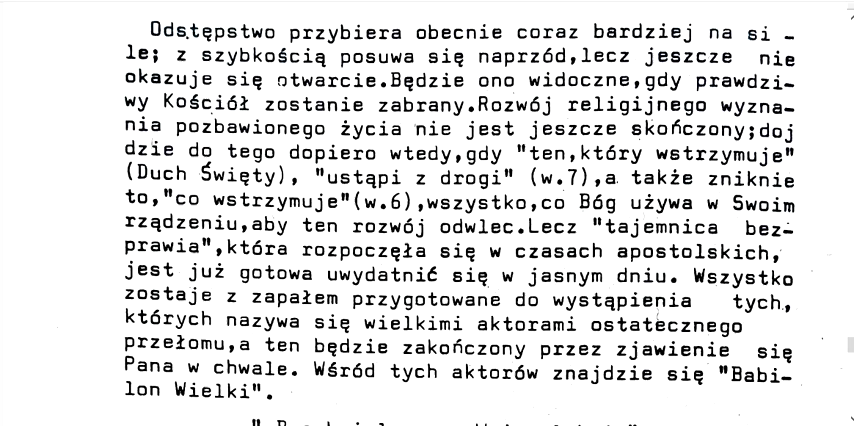 Odstępstwo przybiera obecnie coraz bardziej na si -
le; z szybkością posuwa się naprzód,lecz jeszcze nie
okazuje się otwarcie.Będzie ono widoczne,gdy prawdzi-
wy Kościół zostanie zabrany.Rozwój religijnego wyzna-
nia pozbawionego życia nie jest jeszcze skończony;doj
dzie do tego dopiero wtedy,gdy "ten,który wstrzymuje"
(Duch Święty), "ustąpi z drogi" (w.7),a także zniknie
to,"co wstrzymuje"(w.6),wszystko,co Bóg używa w Swoim
rządzeniu,aby ten rozwój odwlec.Lecz "tajemnica bez-
prawia",która rozpoczęła się w czasach apostolskich,
jest już gotowa uwydatnić się w jasnym dniu. Wszystko
zostaje z zapałem przygotowane do wystąpienia tych,
których nazywa się wielkimi aktorami ostatecznego
przełomu,a ten będzie zakończony przez zjawienie się
Pana w chwale. Wśród tych aktorów znajdzie się "Babi-
lon Wielki".